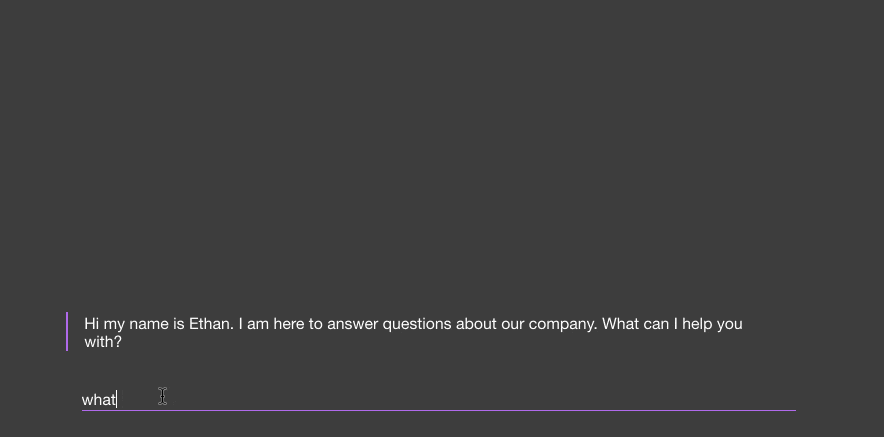 Hi my name is Ethan. I am here to answer questions about our company. What can I help you
with?
what